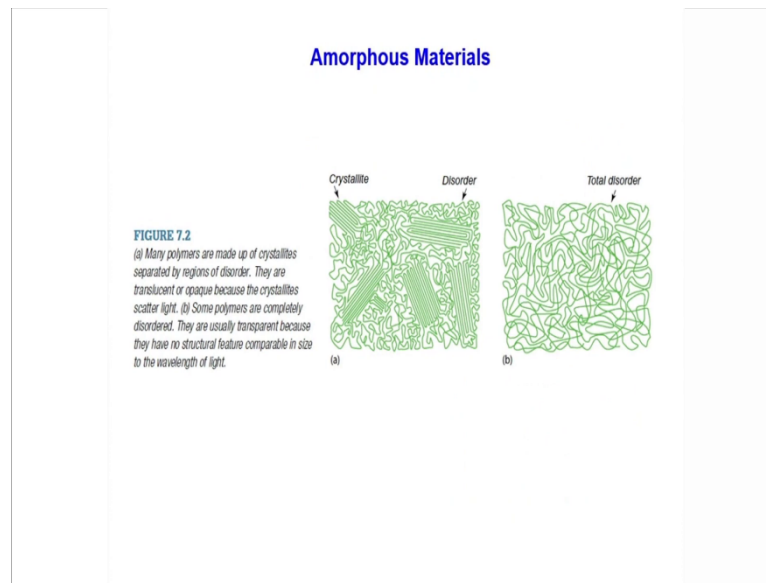 Amorphous Materials
Crystallite
Disorder
Total disorder
FIGURE 7.2
(a) Many polymers are made up of crystallites
separated by regions of disorder. They are
translucent or opaque because the crystallites
scatter light. (b) Some polymers are completely
disordered. They are usually transparent because
they have no structural feature comparable in size
to the wavelength of light.
(a)
(b)